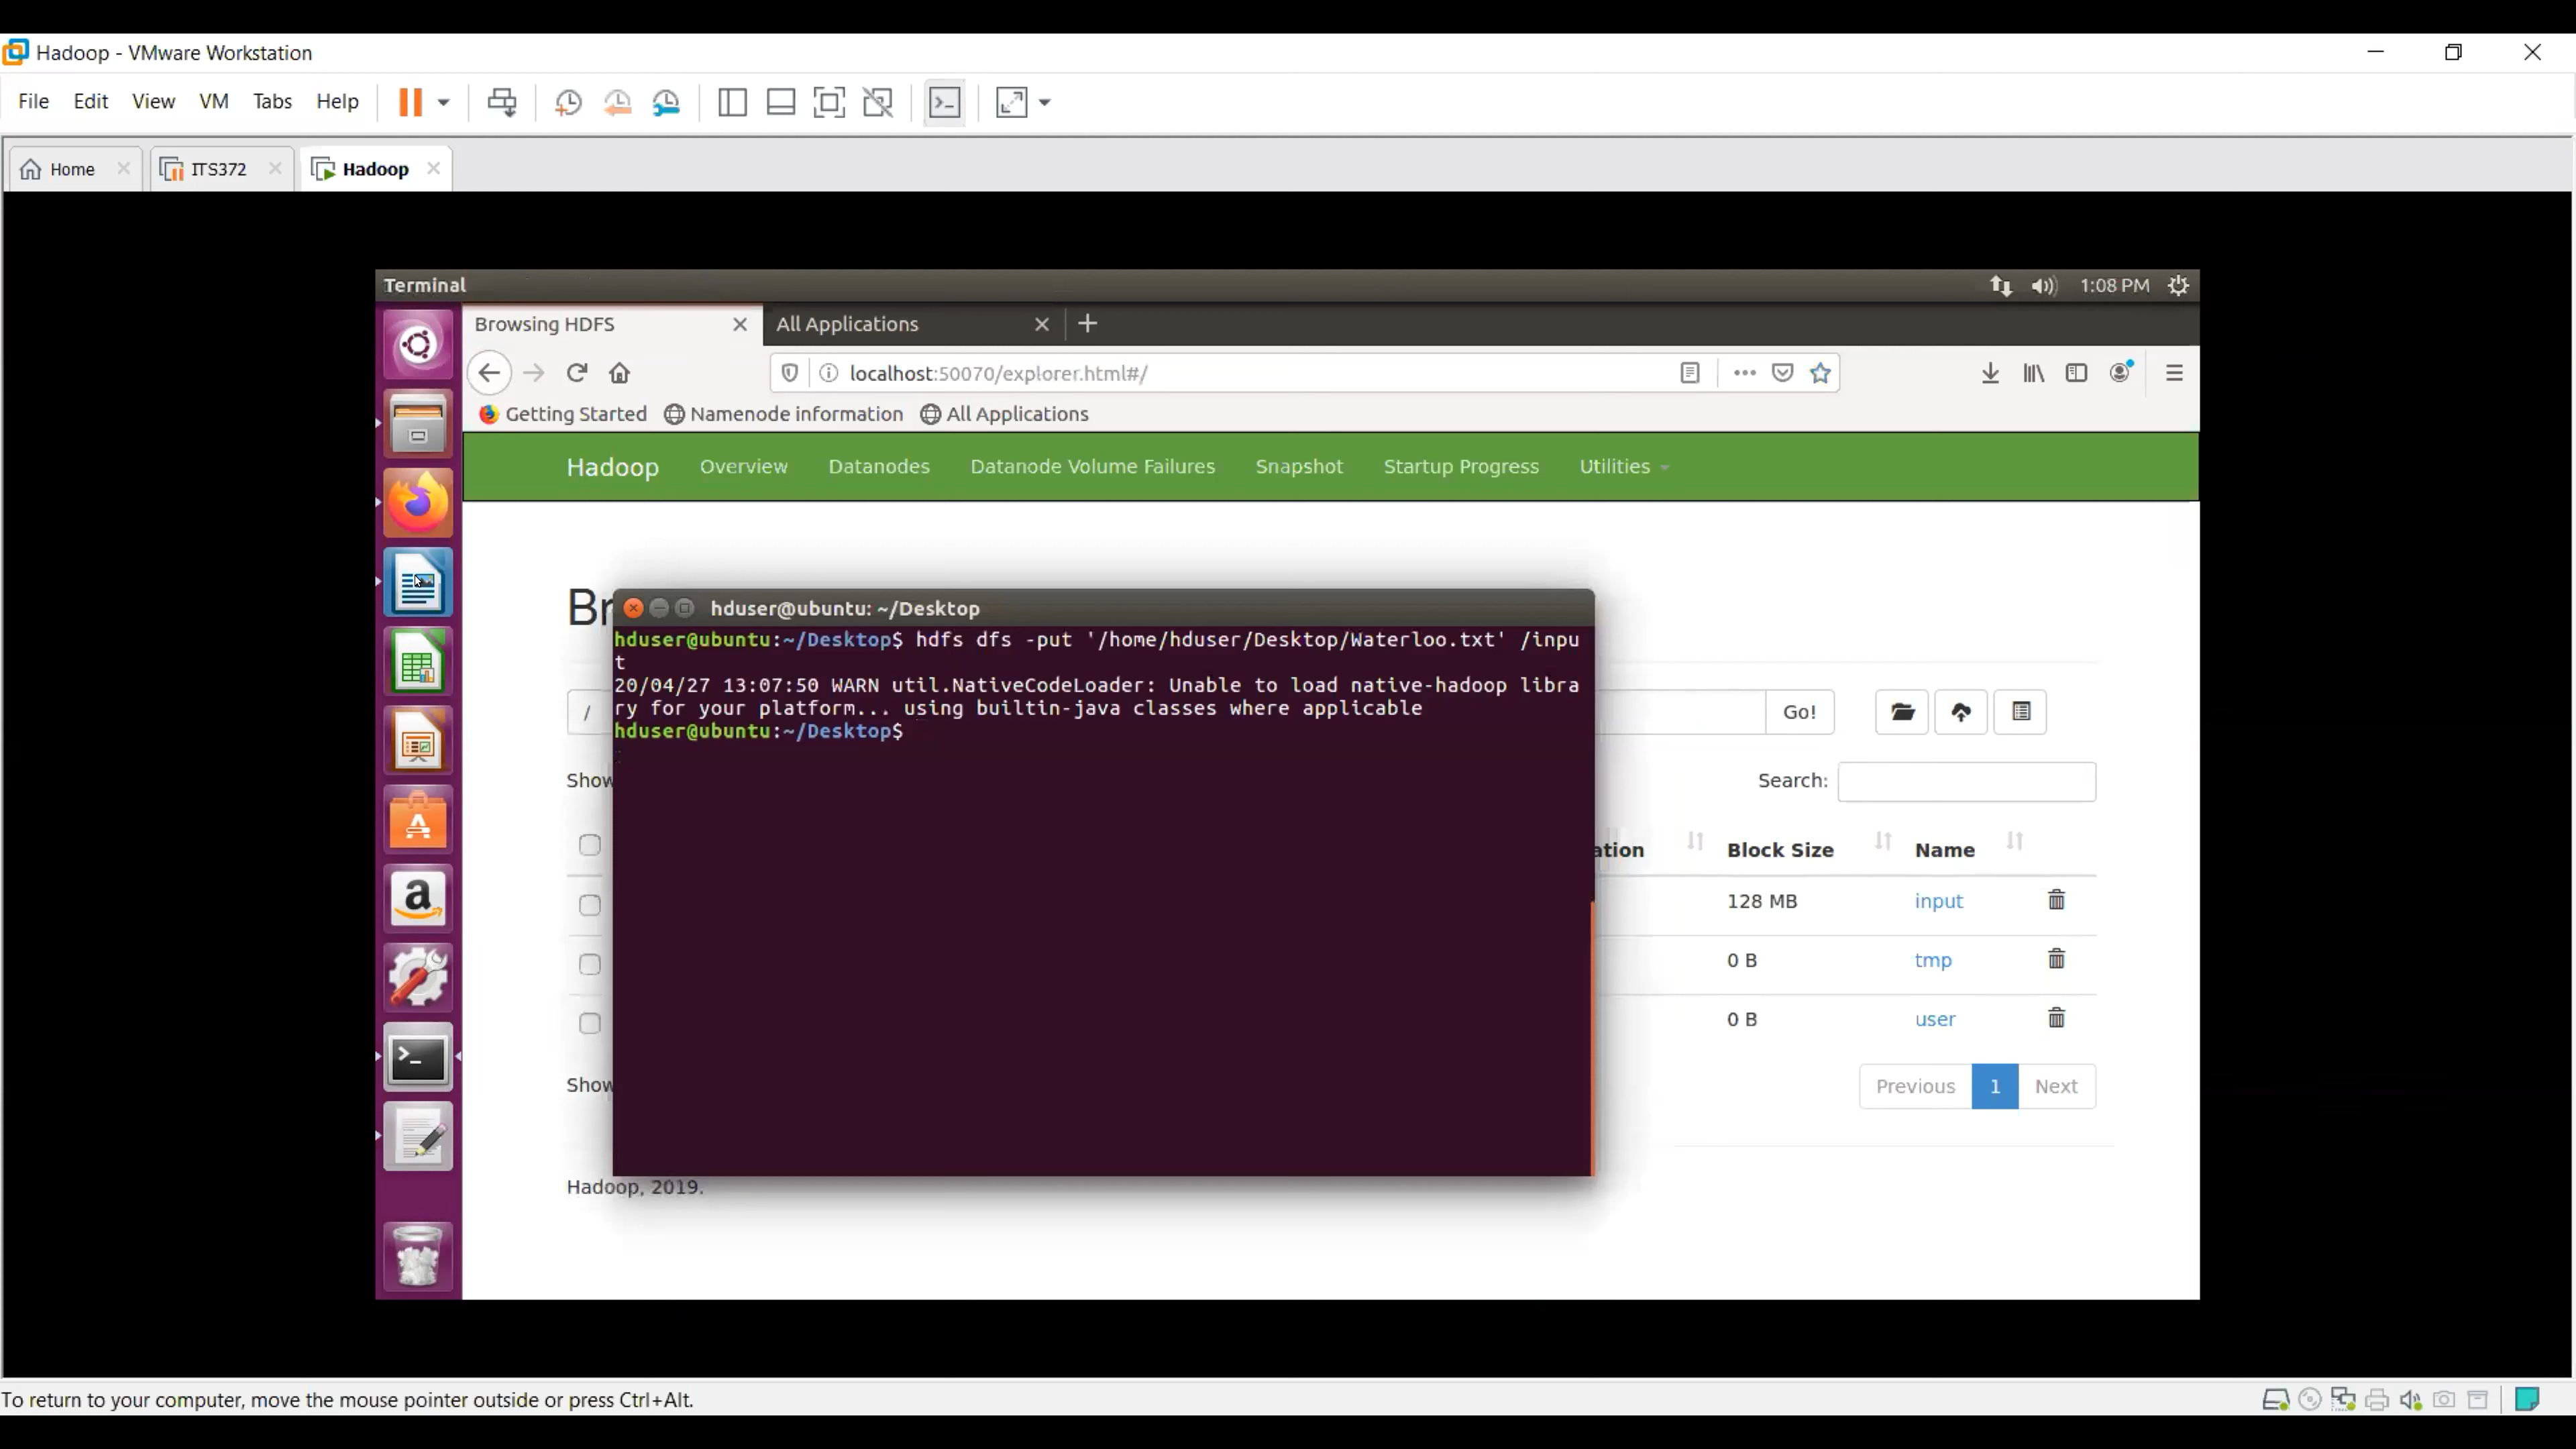 Hadoop - VMware Workstation
File Edit View VM Tabs Help
Home ITS372 Hadoop
Terminal 1:08 PM
Browsing HDFS All Applications
localhost:50070/explorer.html#/
Getting Started Namenode information All Applications
Hadoop Overview Datanodes Datanode Volume Failures Snapshot Startup Progress Utilities
hduser@ubuntu: ~/Desktop
hduser@ubuntu:~/Desktop$ hdfs dfs -put '/home/hduser/Desktop/Waterloo.txt' /inpu
t
20/04/27 13:07:50 WARN util.NativeCodeLoader: Unable to load native-hadoop libra
ry for your platform... using builtin-java classes where applicable
hduser@ubuntu:~/Desktop$
/ Go!
Search:
Block Size Name
128 MB input
0 B tmp
0 B user
Previous 1 Next
Hadoop, 2019.
To return to your computer, move the mouse pointer outside or press Ctrl+Alt.